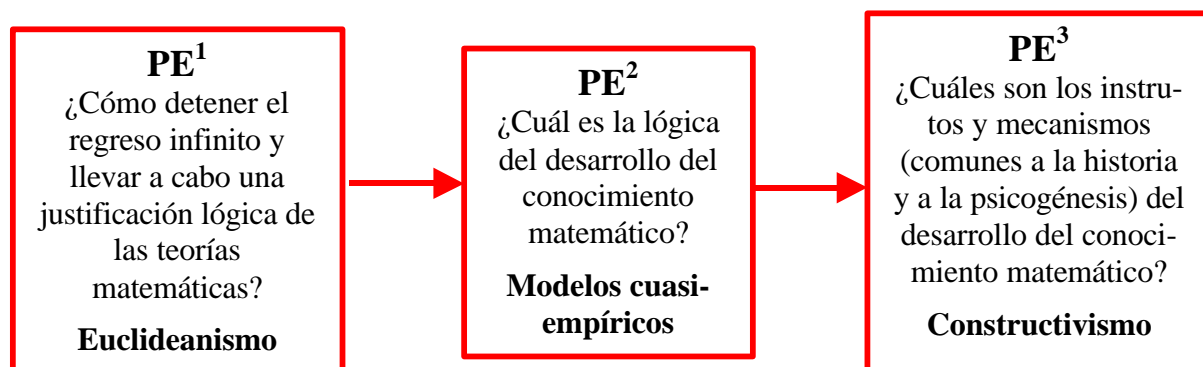 PE¹
¿Cómo detener el
regreso infinito y
llevar a cabo una
justificación lógica de
las teorías
matemáticas?
Euclideanismo
PE²
¿Cuál es la lógica
del desarrollo del
conocimiento
matemático?
Modelos cuasi-
empíricos
PE³
¿Cuáles son los instru-
tos y mecanismos
(comunes a la historia
y a la psicogénesis) del
desarrollo del conoci-
miento matemático?
Constructivismo